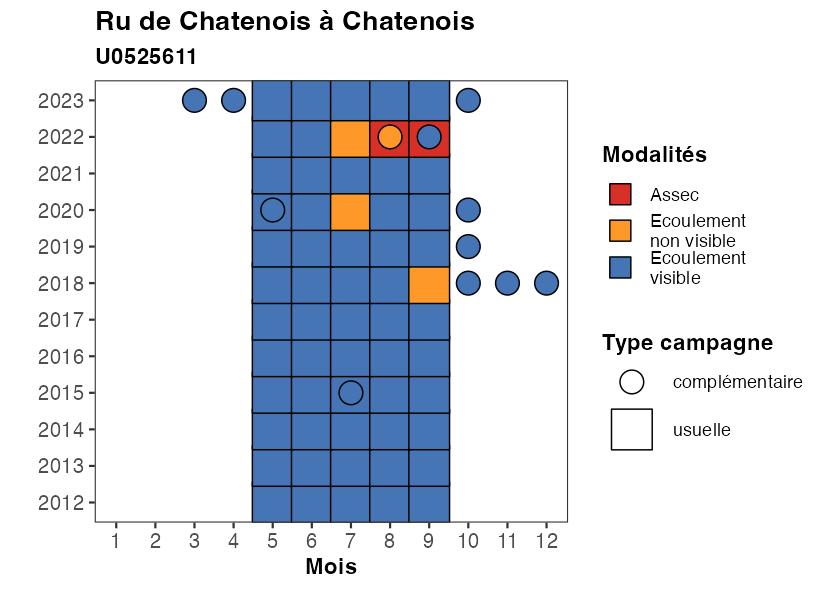 Ru de Chatenois à Chatenois
U0525611
2023
2022
2021
2020
2019
2018
2017
2016
2015
2014
2013
2012
1 2 3 4 5 6 7 8 9 10 11 12
Mois
Modalités
Assec
Ecoulement
non visible
Ecoulement
visible
Type campagne
complémentaire
usuelle